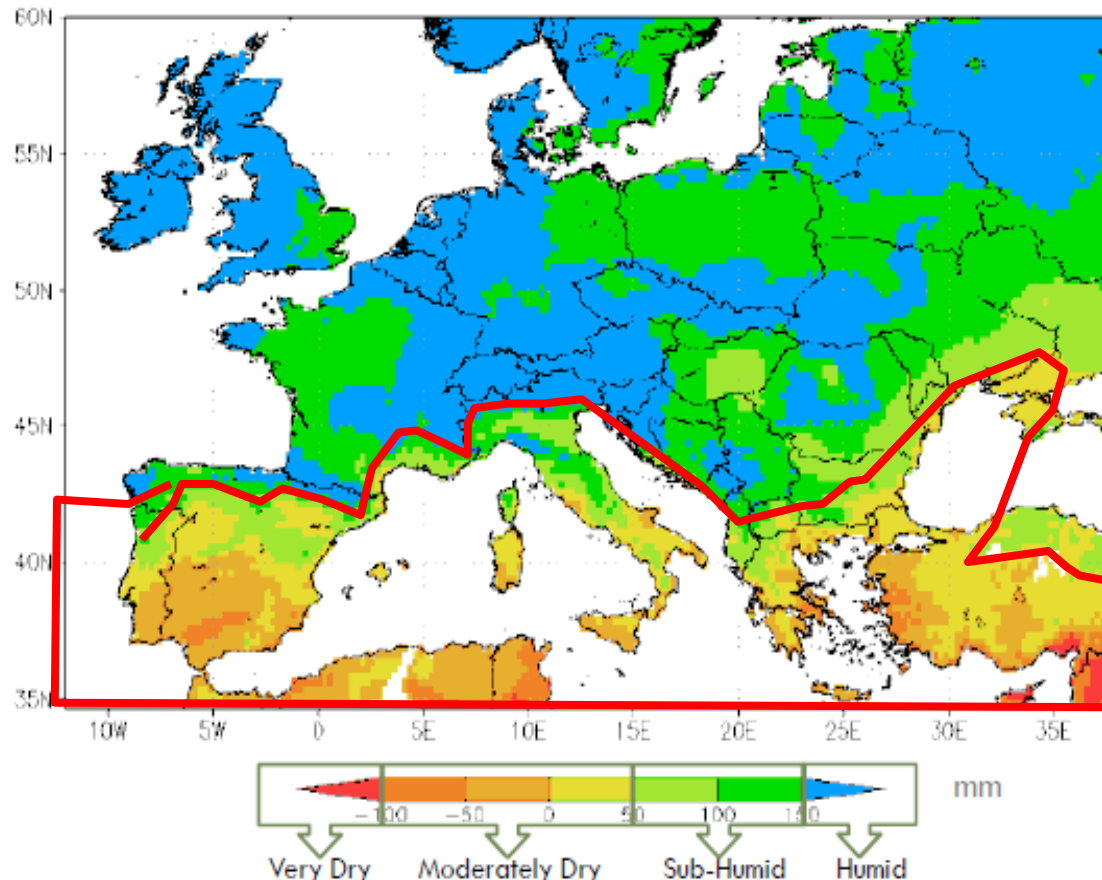 60N
55N
50N
45N
40N
35N
10W 5W 0 5E 10E 15E 20E 25E 30E 35E
mm
-100 -50 0 50 100 150
Very Dry Moderately Dry Sub-Humid Humid